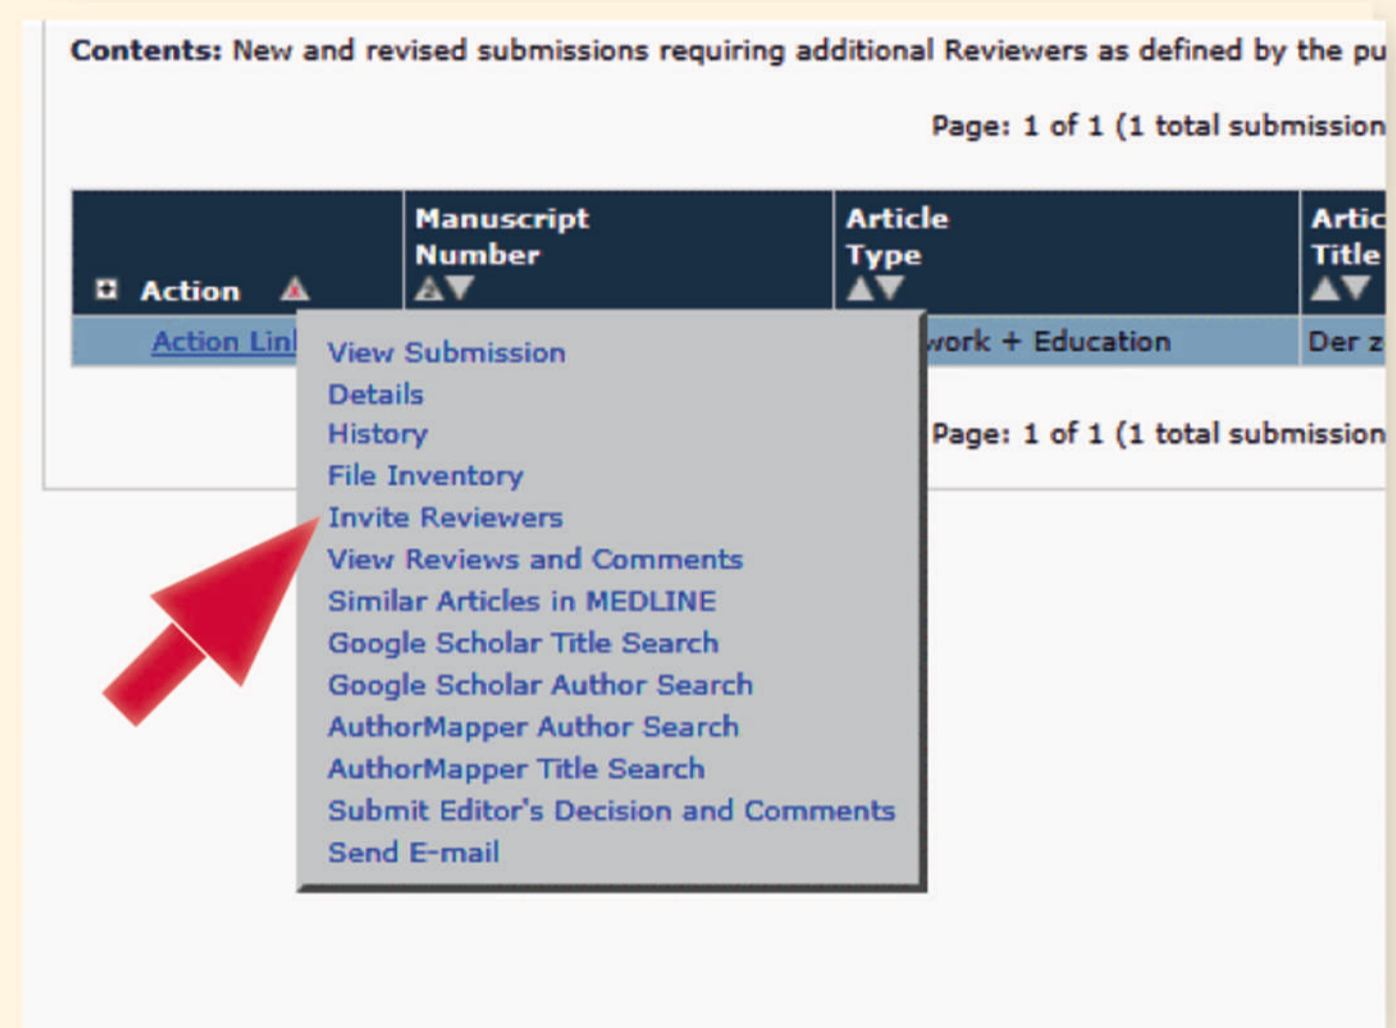 Contents: New and revised submissions requiring additional Reviewers as defined by the
Page: 1 of 1 (1 total submission
Manuscript
Number
Article
Type
Title
Action
Action
work + Education
Der
View Submission
Details
History
File Inventory
Invite Reviewers
View Reviews and Comments
Similar Articles in MEDLINE
Google Scholar Title Search
Google Scholar Author Search
AuthorMapper Author Search
AuthorMapper Title Search
Submit Editor's Decision and Comments
Send E-mail
Page: 1 of 1 (1 total submission